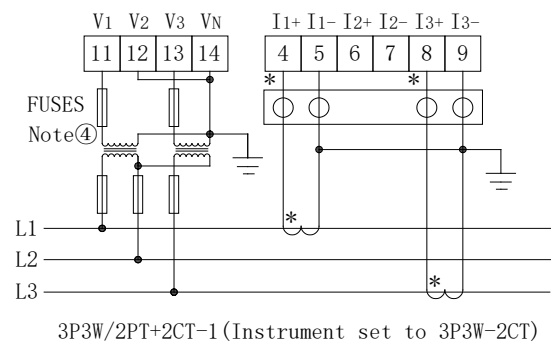 V1 V2 V3 VN I1+ I1- I2+ I2- I3+ I3-
11 12 13 14 4 5 6 7 8 9
* *
FUSES
Note④
*
L1
L2
*
L3
3P3W/2PT+2CT-1(Instrument set to 3P3W-2CT)